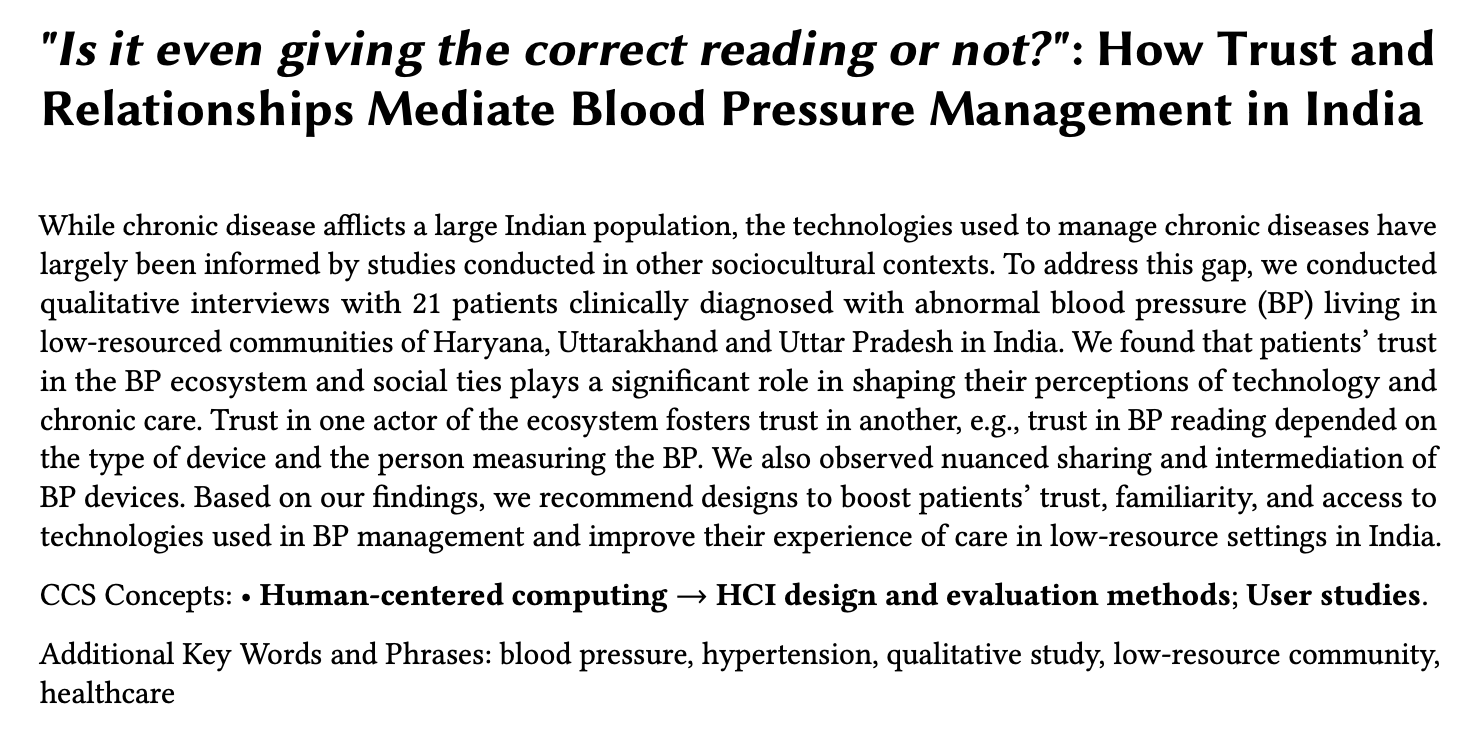 "Is it even giving the correct reading or not?": How Trust and
Relationships Mediate Blood Pressure Management in India
While chronic disease afflicts a large Indian population, the technologies used to manage chronic diseases have
largely been informed by studies conducted in other sociocultural contexts. To address this gap, we conducted
qualitative interviews with 21 patients clinically diagnosed with abnormal blood pressure (BP) living in
low-resourced communities of Haryana, Uttarakhand and Uttar Pradesh in India. We found that patients’ trust
in the BP ecosystem and social ties plays a significant role in shaping their perceptions of technology and
chronic care. Trust in one actor of the ecosystem fosters trust in another, e.g., trust in BP reading depended on
the type of device and the person measuring the BP. We also observed nuanced sharing and intermediation of
BP devices. Based on our findings, we recommend designs to boost patients’ trust, familiarity, and access to
technologies used in BP management and improve their experience of care in low-resource settings in India.
CCS Concepts: • Human-centered computing → HCI design and evaluation methods; User studies.
Additional Key Words and Phrases: blood pressure, hypertension, qualitative study, low-resource community,
healthcare